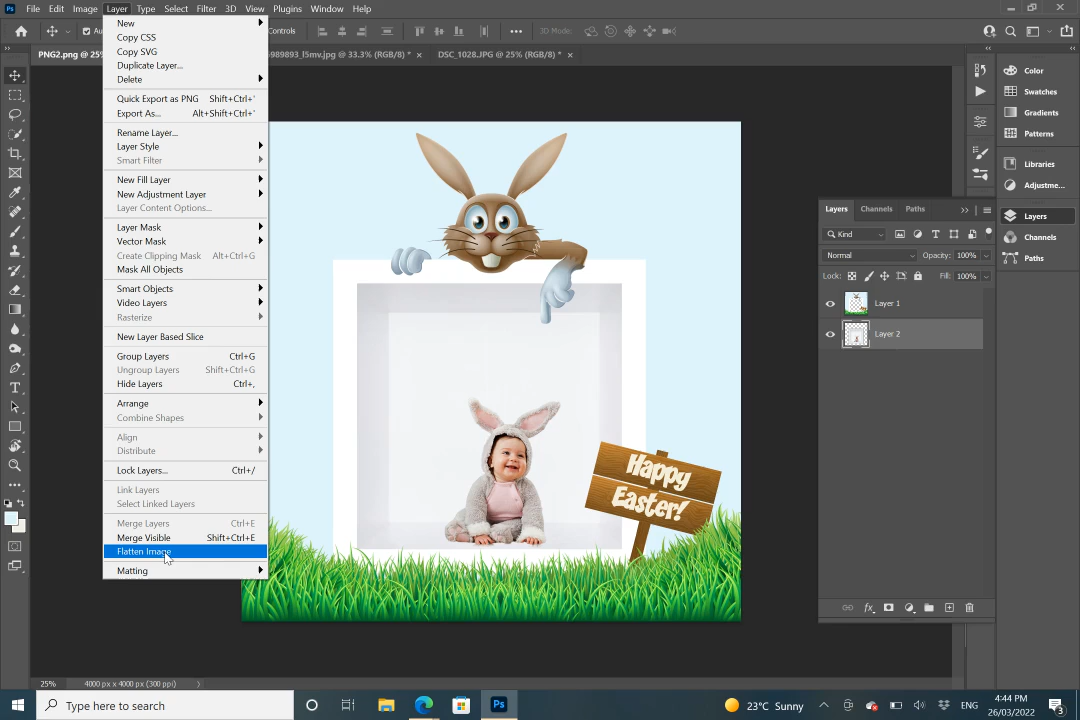 Ps File Edit Image Layer Type Select Filter 3D View Plugins Window Help
Controls 3D Mode:
PNG2.png @ 25%
989893_l5mv.jpg @ 33.3% (RGB/8) * × DSC_1028.JPG @ 25% (RGB/8) * ×
New
Copy CSS
Copy SVG
Duplicate Layer...
Delete
Quick Export as PNG Shift+Ctrl+'
Export As... Alt+Shift+Ctrl+'
Rename Layer...
Layer Style
Smart Filter
New Fill Layer
New Adjustment Layer
Layer Content Options...
Layer Mask
Vector Mask
Create Clipping Mask Alt+Ctrl+G
Mask All Objects
Smart Objects
Video Layers
Rasterize
New Layer Based Slice
Group Layers Ctrl+G
Ungroup Layers Shift+Ctrl+G
Hide Layers Ctrl+,
Arrange
Combine Shapes
Align
Distribute
Lock Layers... Ctrl+/
Link Layers
Select Linked Layers
Merge Layers Ctrl+E
Merge Visible Shift+Ctrl+E
Flatten Image
Matting
Happy
Easter!
Layers Channels Paths
Kind
Normal Opacity: 100%
Lock: Fill: 100%
Layer 1
Layer 2
Color
Swatches
Gradients
Patterns
Libraries
Adjustme...
Layers
Channels
Paths
25% 4000 px x 4000 px (300 ppi)
Type here to search
Ps
23°C Sunny
ENG
4:44 PM
26/03/2022
3